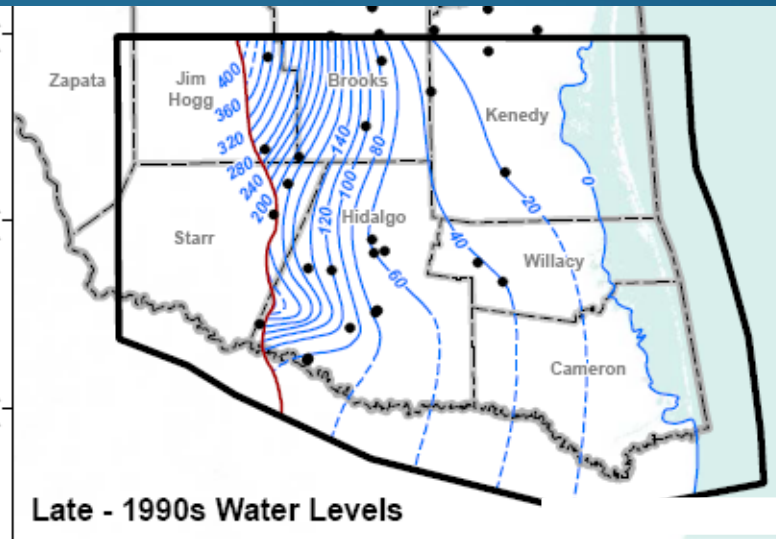 Zapata
Jim
Hogg
Brooks
Kenedy
400
360
320
280
240
200
140
80
100
120
20
0
Hidalgo
Starr
40
Willacy
60
Cameron
Late - 1990s Water Levels